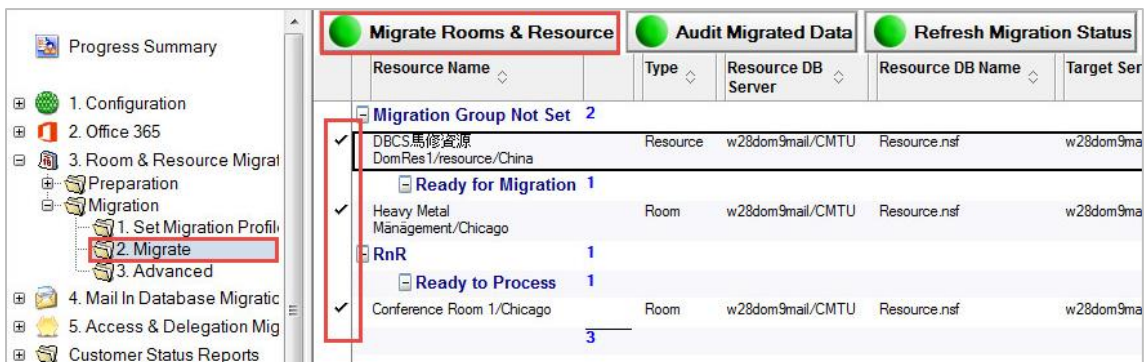 Progress Summary
1. Configuration
2. Office 365
3. Room & Resource Migrat
Preparation
Migration
1. Set Migration Profile
2. Migrate
3. Advanced
4. Mail In Database Migratic
5. Access & Delegation Mig
Customer Status Reports
Migrate Rooms & Resource Audit Migrated Data Refresh Migration Status
Resource Name Type Resource DB Server Resource DB Name Target Ser
Migration Group Not Set 2
DBCS馬修資源 Resource w28dom9mail/CMTU Resource.nsf w28dom9ma
DomRes1/resource/China
Ready for Migration 1
Heavy Metal Room w28dom9mail/CMTU Resource.nsf w28dom9ma
Mänägement/Chicago
RnR 1
Ready to Process 1
Conference Room 1/Chicago Room w28dom9mail/CMTU Resource.nsf w28dom9ma
3